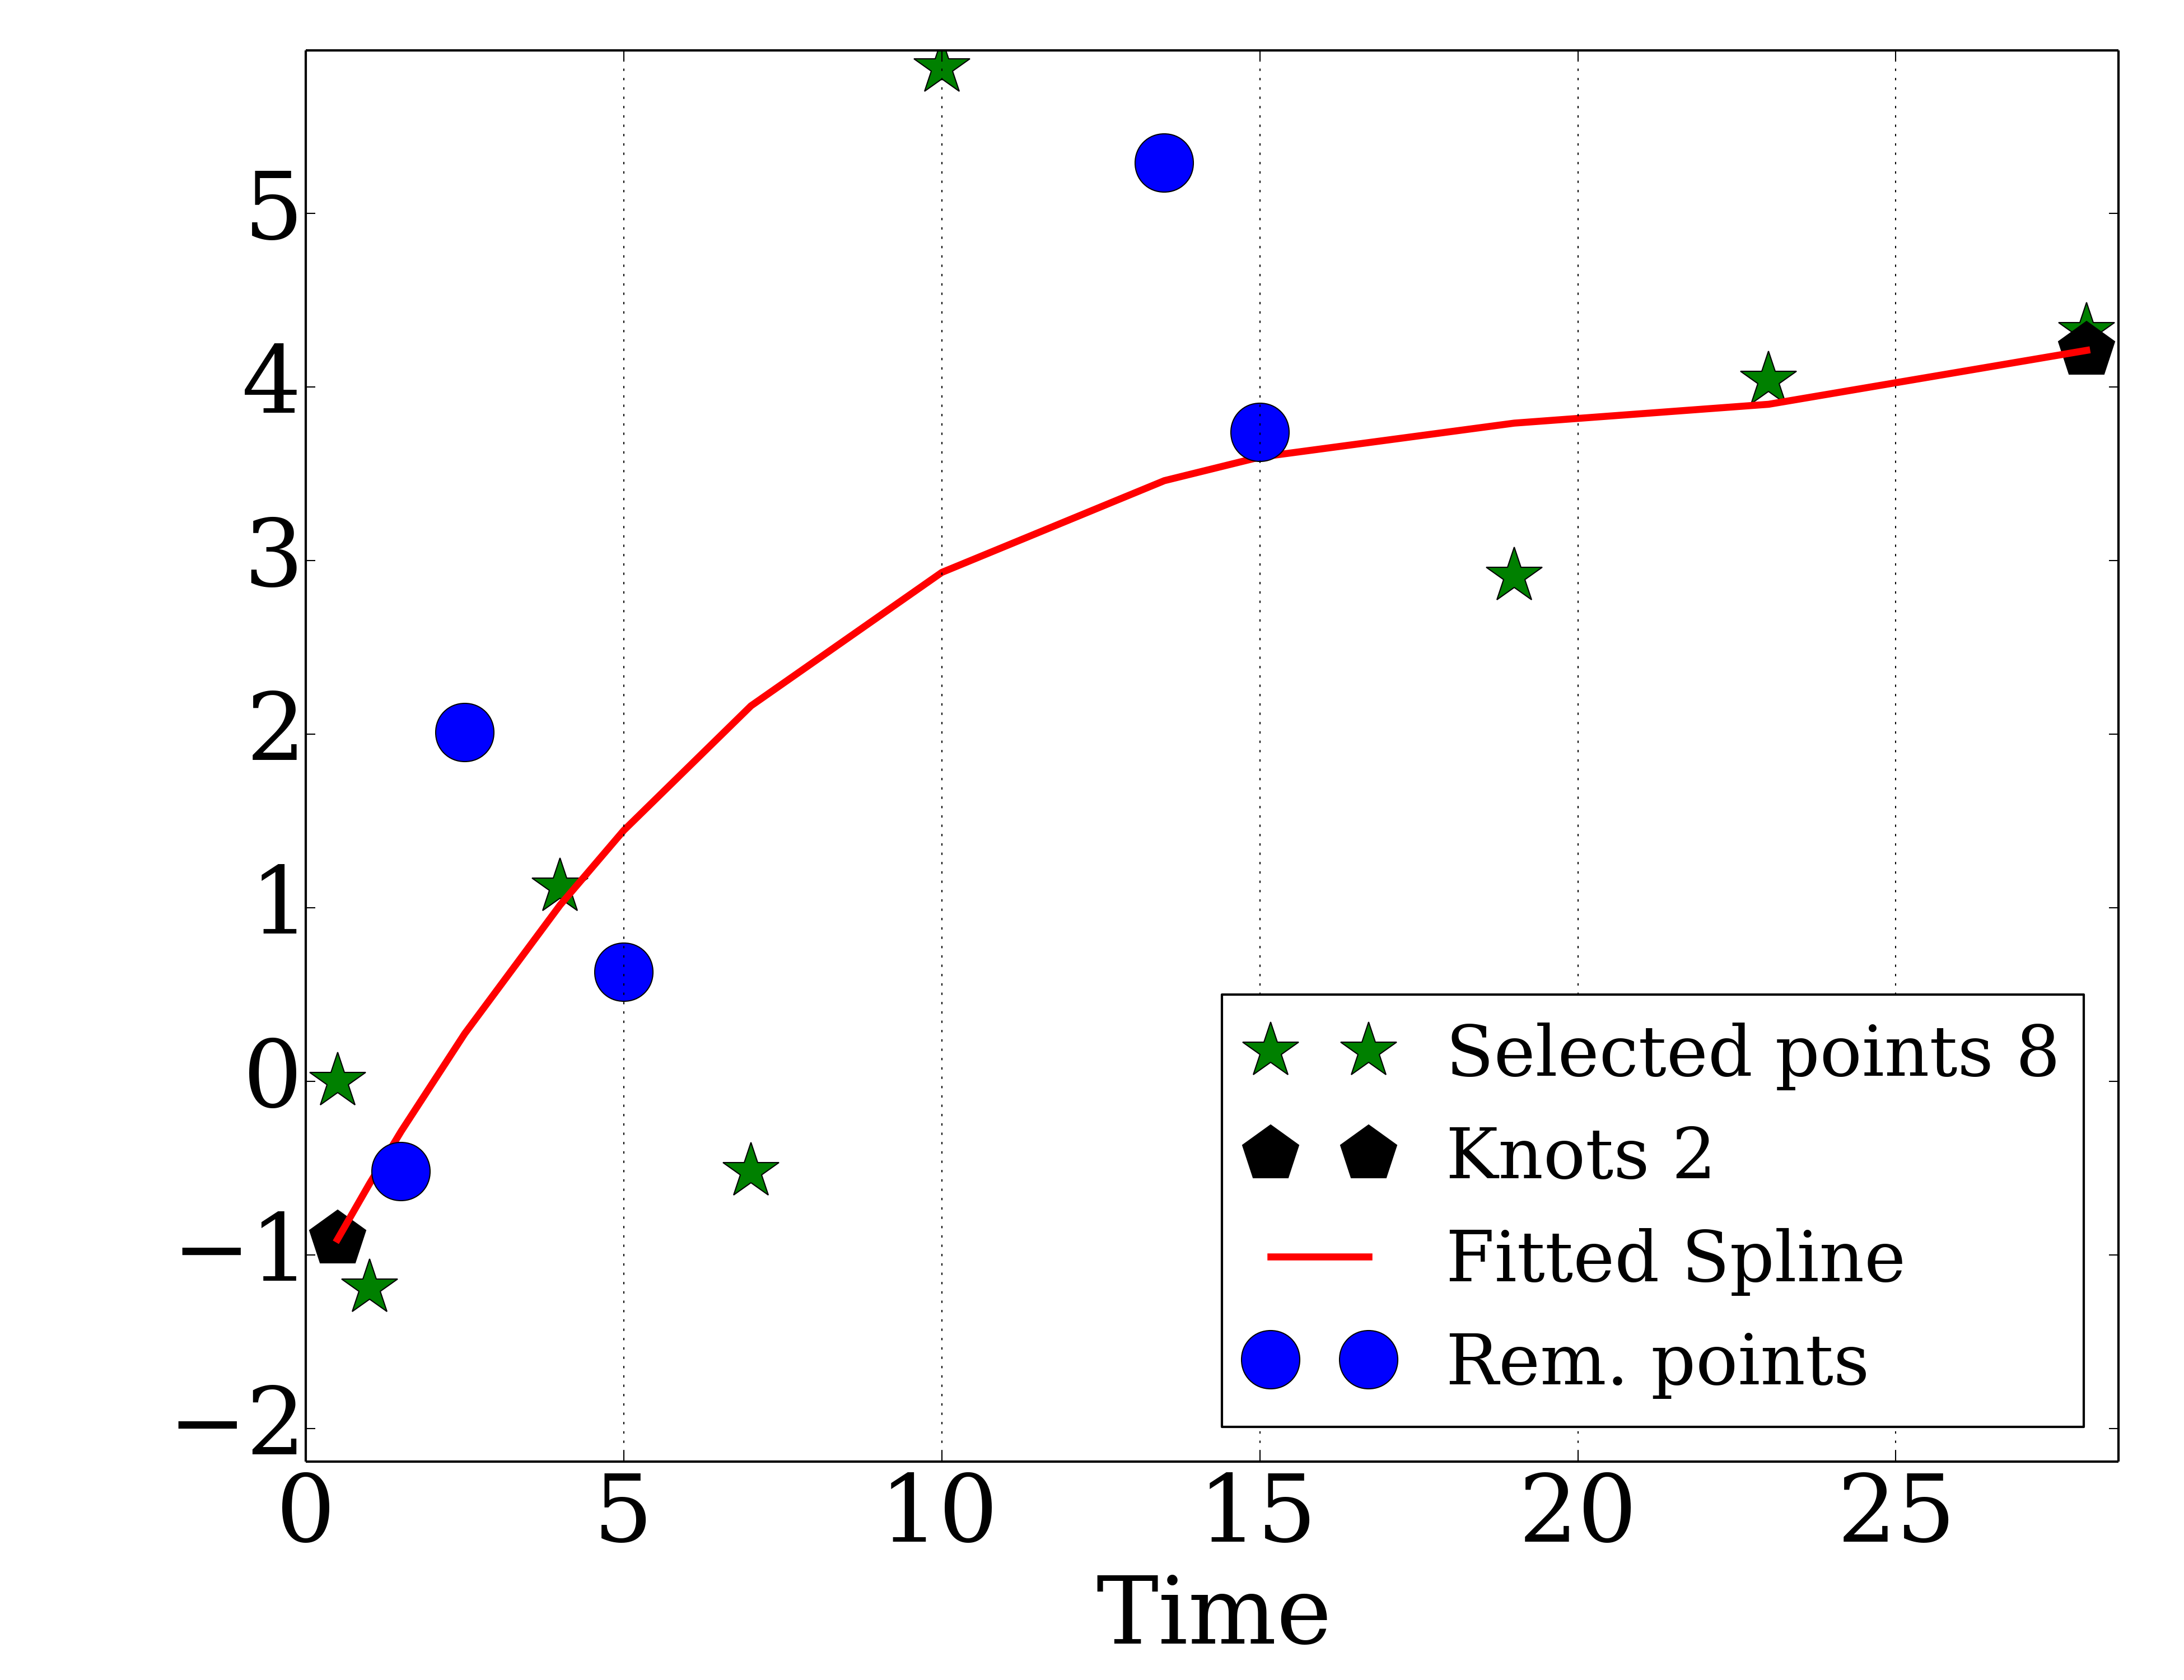 5
4
3
2
1
0
−1
−2
Selected points 8
Knots 2
Fitted Spline
Rem. points
0 5 10 15 20 25
Time